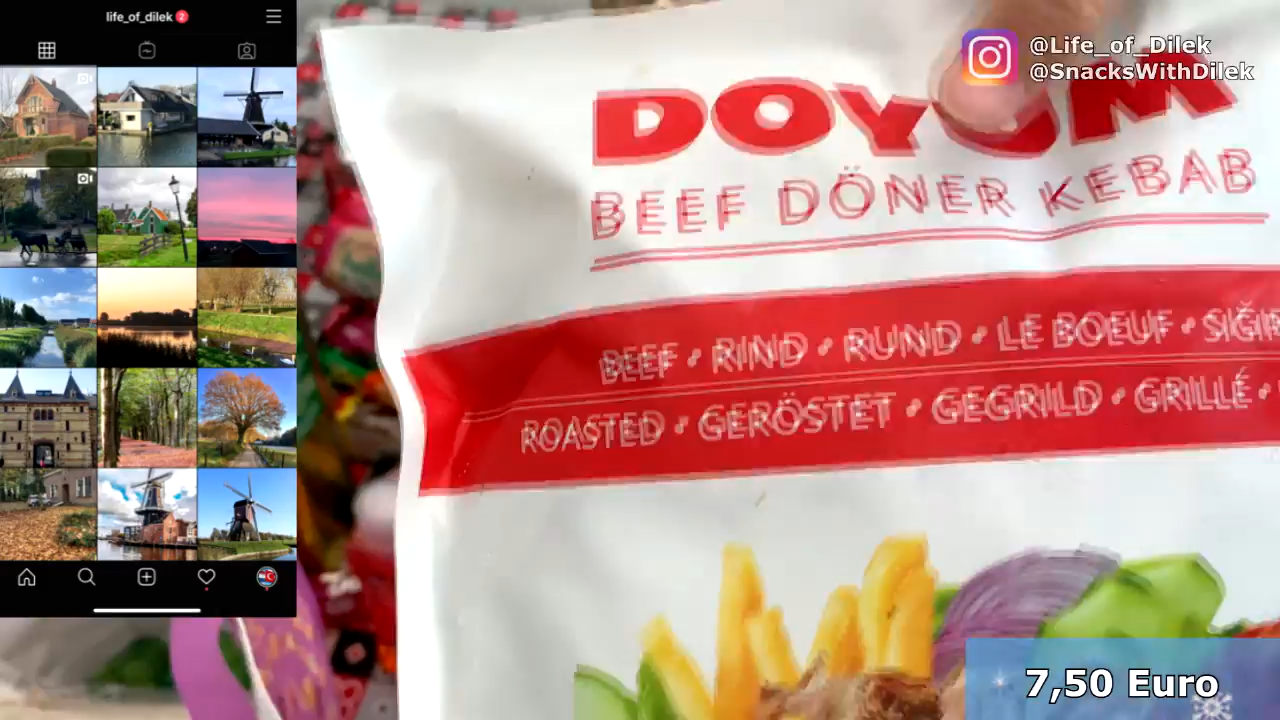 life_of_dilek 2
@Life_of_Dilek
@SnacksWithDilek
DOYUM
BEEF DÖNER KEBAB
BEEF • RIND • RUND • LE BOEUF •
ROASTED • GERÖSTET • GEGRILD • GRILLÉ •
7,50 Euro